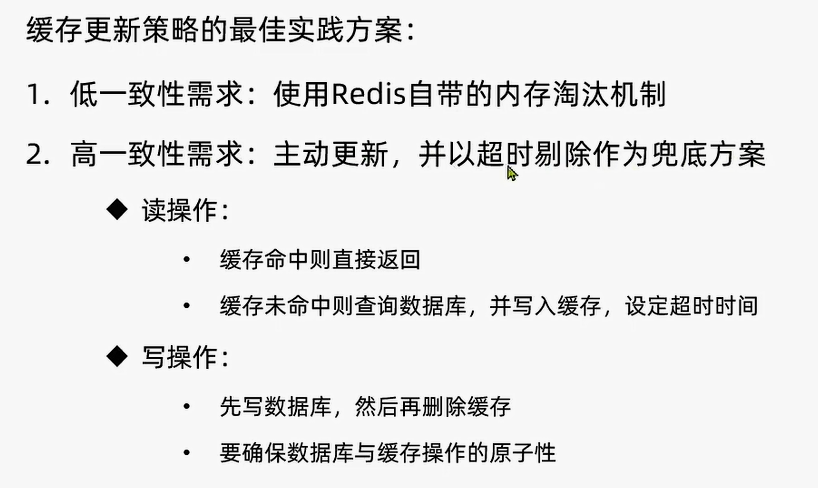 缓存更新策略的最佳实践方案：
1. 低一致性需求：使用Redis自带的内存淘汰机制
2. 高一致性需求：主动更新，并以超时剔除作为兜底方案
◆ 读操作：
• 缓存命中则直接返回
• 缓存未命中则查询数据库，并写入缓存，设定超时时间
◆ 写操作：
• 先写数据库，然后再删除缓存
• 要确保数据库与缓存操作的原子性